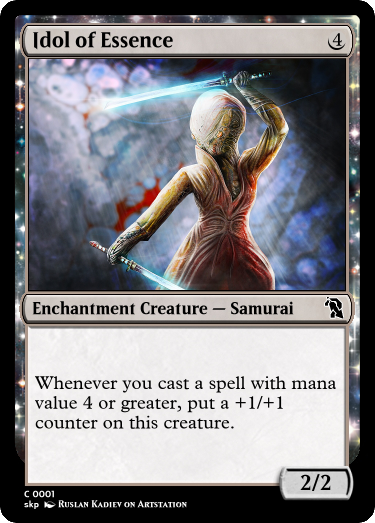 Idol of Essence 4
Enchantment Creature — Samurai
Whenever you cast a spell with mana
value 4 or greater, put a +1/+1
counter on this creature.
2/2
C 0001
skp Ruslan Kadiev on Artstation